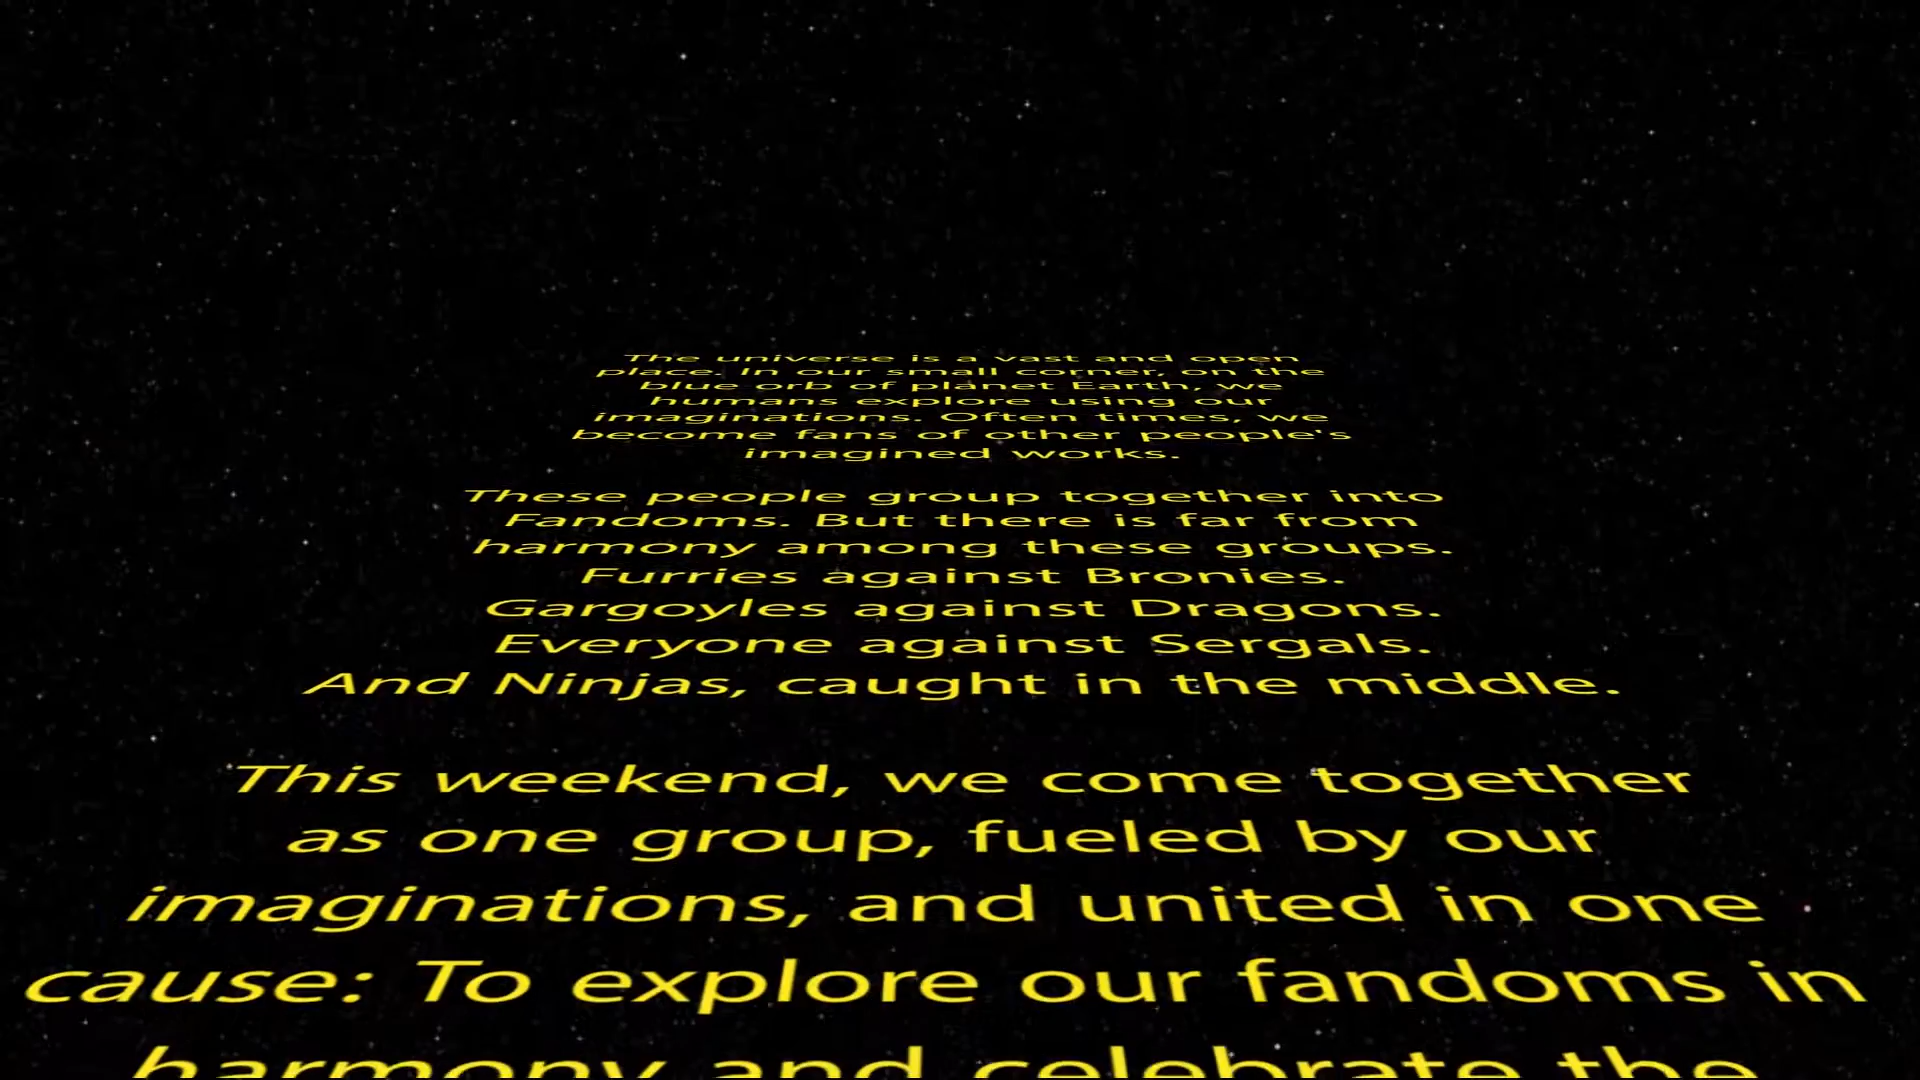 The universe is a vast and open
place. In our small corner, on the
blue orb of planet Earth, we
humans explore using our
imaginations. Often times, we
become fans of other people's
imagined works.
These people group together into
Fandoms. But there is far from
harmony among these groups.
Furries against Bronies.
Gargoyles against Dragons.
Everyone against Sergals.
And Ninjas, caught in the middle.
This weekend, we come together
as one group, fueled by our
imaginations, and united in one
cause: To explore our fandoms in
harmony and celebrate the